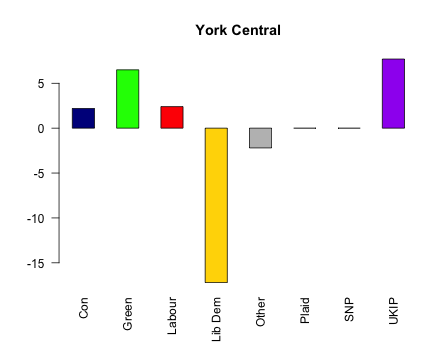 York Central
5
0
-5
-10
-15
Con
Green
Labour
Lib Dem
Other
Plaid
SNP
UKIP